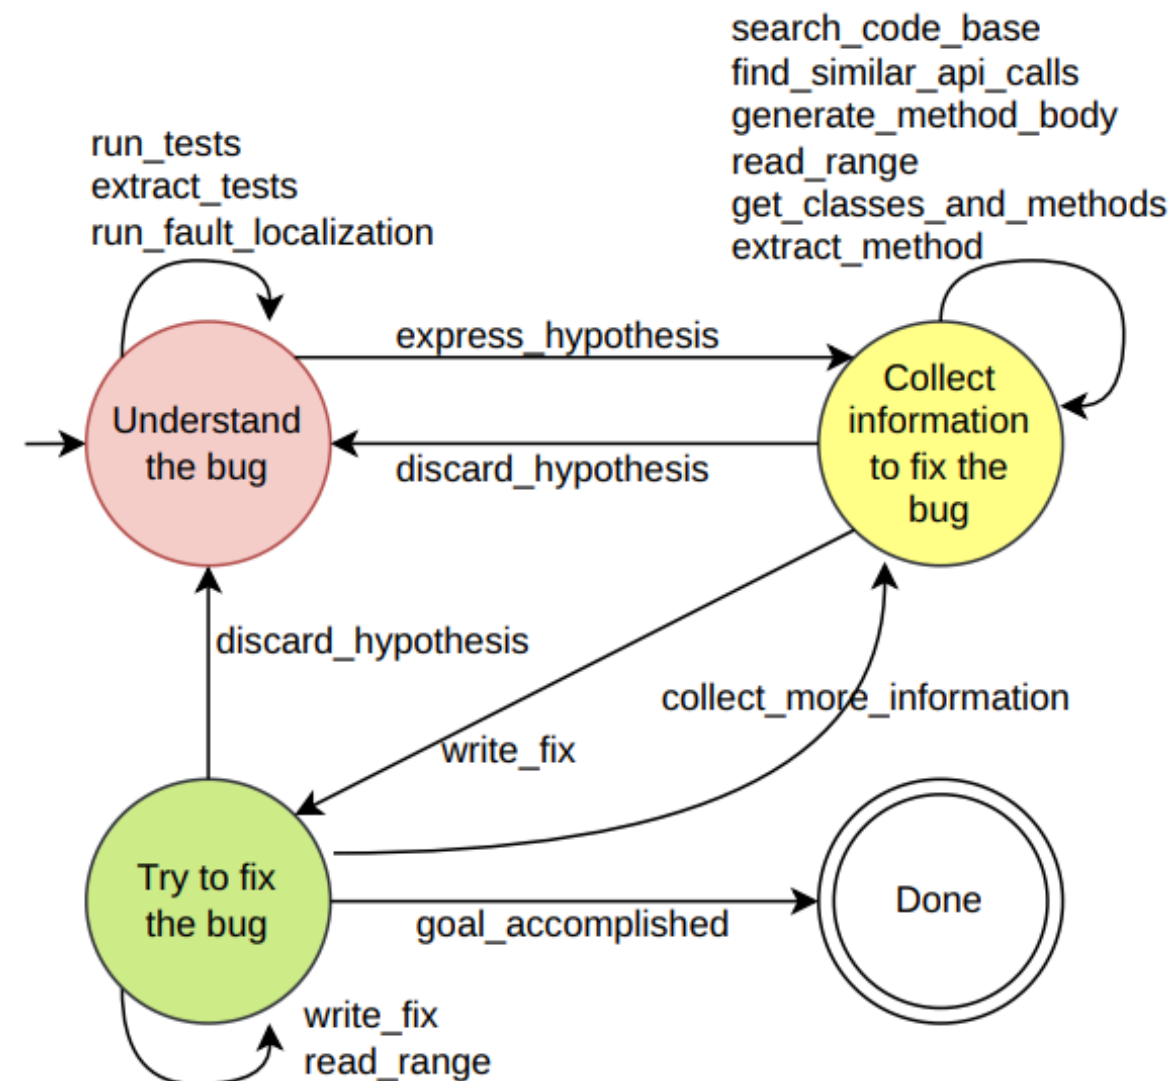 search_code_base
find_similar_api_calls
generate_method_body
read_range
get_classes_and_methods
extract_method
run_tests
extract_tests
run_fault_localization
express_hypothesis
Understand
the bug
Collect
information
to fix the
bug
discard_hypothesis
discard_hypothesis
collect_more_information
write_fix
Try to fix
the bug
Done
goal_accomplished
write_fix
read_range